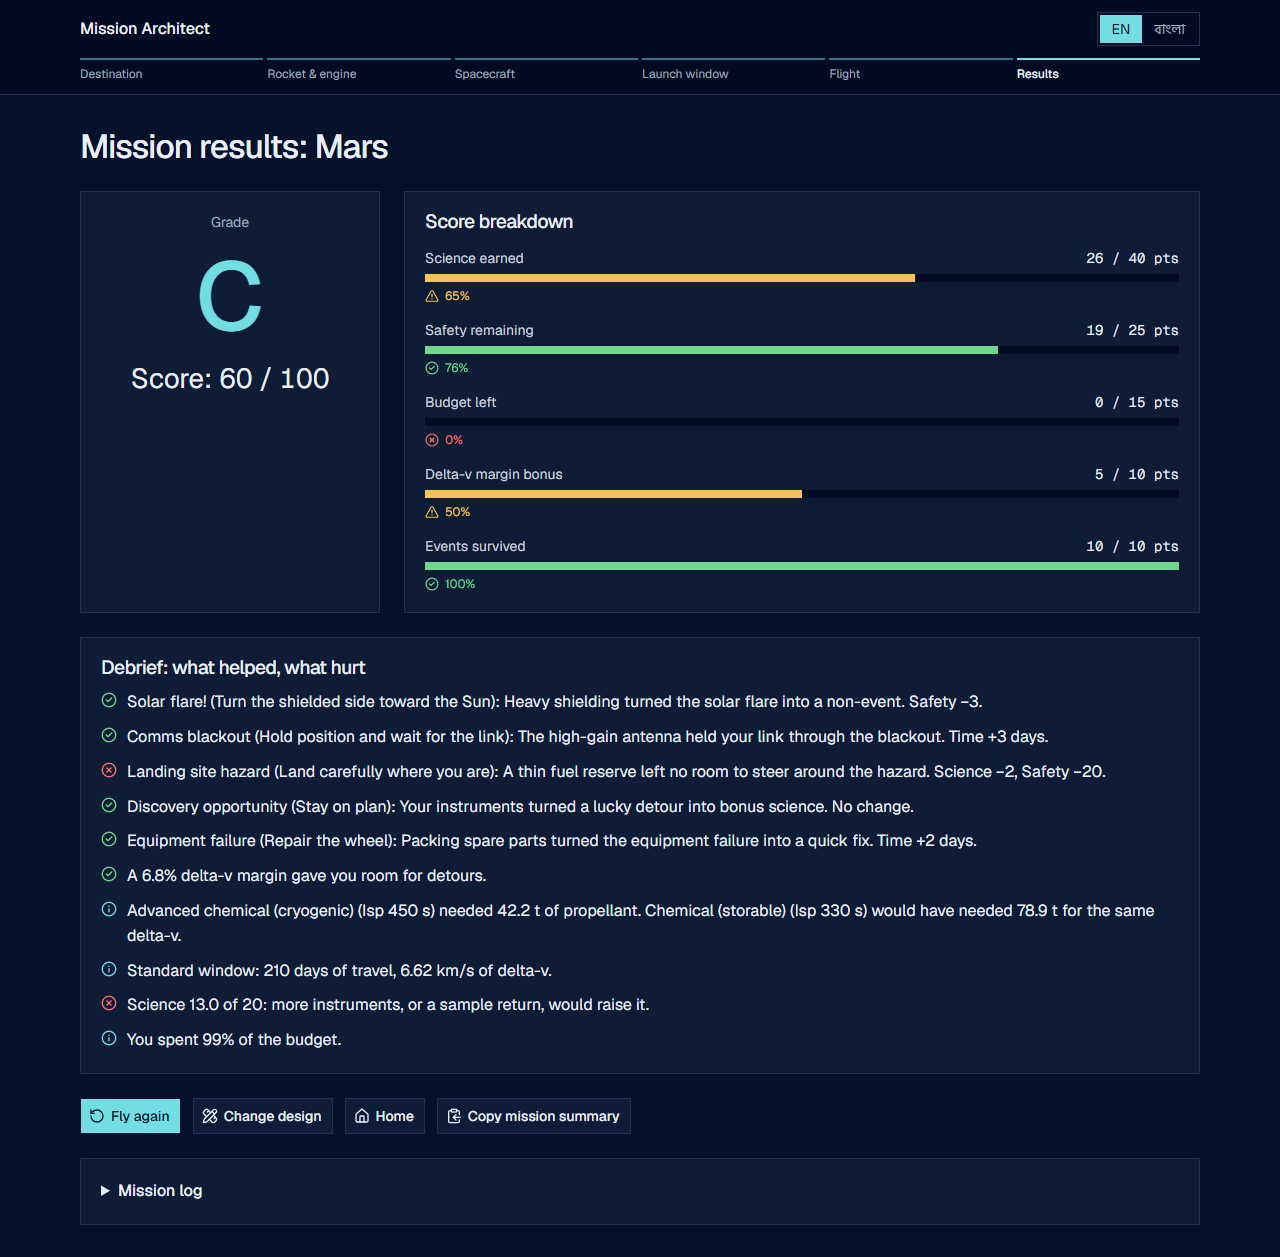 Mission Architect
EN
বাংলা
Destination
Rocket & engine
Spacecraft
Launch window
Flight
Results
Mission results: Mars
Grade
C
Score: 60 / 100
Score breakdown
Science earned
26 / 40 pts
65%
Safety remaining
19 / 25 pts
76%
Budget left
0 / 15 pts
0%
Delta-v margin bonus
5 / 10 pts
50%
Events survived
10 / 10 pts
100%
Debrief: what helped, what hurt
Solar flare! (Turn the shielded side toward the Sun): Heavy shielding turned the solar flare into a non-event. Safety −3.
Comms blackout (Hold position and wait for the link): The high-gain antenna held your link through the blackout. Time +3 days.
Landing site hazard (Land carefully where you are): A thin fuel reserve left no room to steer around the hazard. Science −2, Safety −20.
Discovery opportunity (Stay on plan): Your instruments turned a lucky detour into bonus science. No change.
Equipment failure (Repair the wheel): Packing spare parts turned the equipment failure into a quick fix. Time +2 days.
A 6.8% delta-v margin gave you room for detours.
Advanced chemical (cryogenic) (Isp 450 s) needed 42.2 t of propellant. Chemical (storable) (Isp 330 s) would have needed 78.9 t for the same
delta-v.
Standard window: 210 days of travel, 6.62 km/s of delta-v.
Science 13.0 of 20: more instruments, or a sample return, would raise it.
You spent 99% of the budget.
Fly again
Change design
Home
Copy mission summary
Mission log